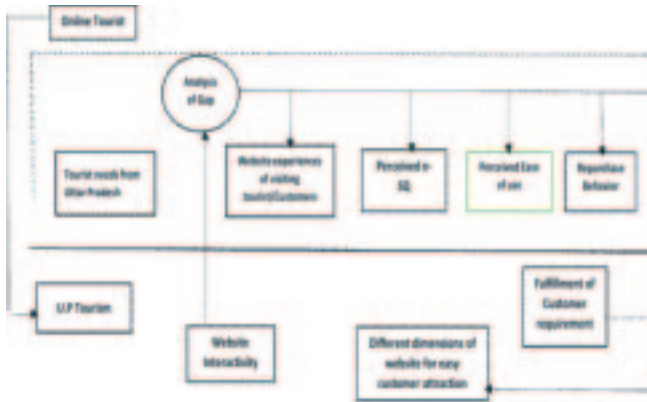 Online Tourist
Analysis
of Gap
Tourist needs from
Uttar Pradesh
Website experiences
of visiting
tourist/Customers
Perceived e-
SQ
Perceived Ease
of use
Repurchase
Behavior
U.P Tourism
Website
Interactivity
Different dimensions of
website for easy
customer attraction
Fulfillment of
Customer
requirement